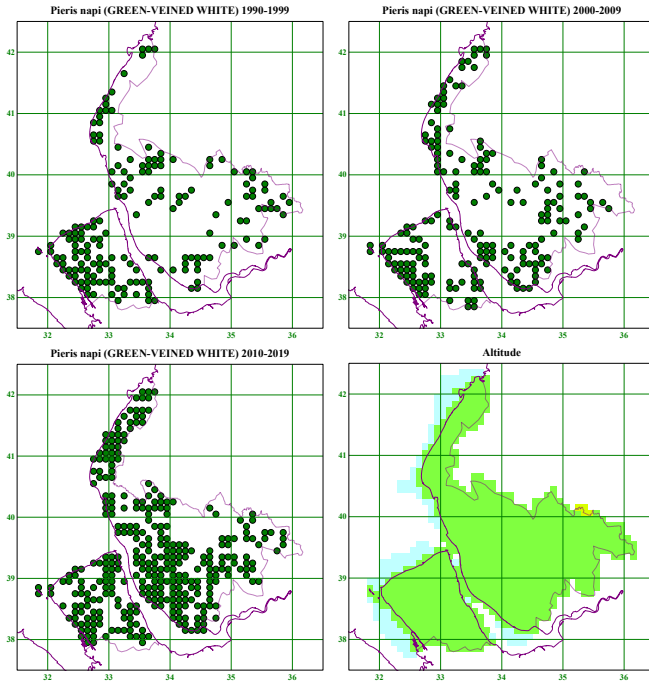 Pieris napi (GREEN-VEINED WHITE) 1990-1999
42
41
40
39
38
32 33 34 35 36
Pieris napi (GREEN-VEINED WHITE) 2000-2009
42
41
40
39
38
32 33 34 35 36
Pieris napi (GREEN-VEINED WHITE) 2010-2019
42
41
40
39
38
32 33 34 35 36
Altitude
42
41
40
39
38
32 33 34 35 36